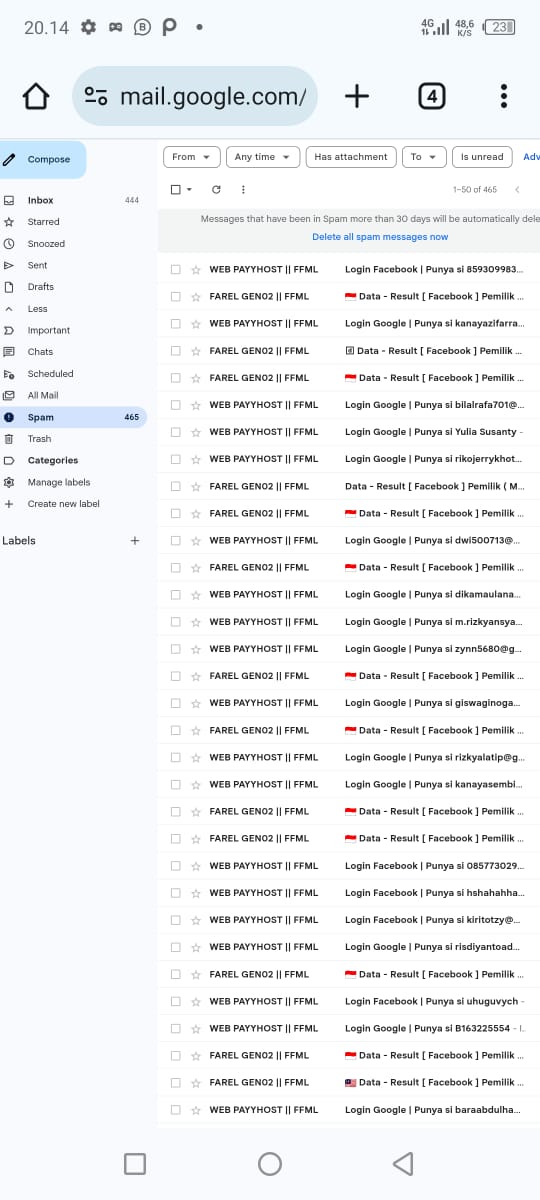 20.14
4G
48,6
K/S
23
mail.google.com/
4
Compose
Inbox 444
Starred
Snoozed
Sent
Drafts
Less
Important
Chats
Scheduled
All Mail
Spam 465
Trash
Categories
Manage labels
Create new label
Labels
From
Any time
Has attachment
To
Is unread
Adv
1–50 of 465
Messages that have been in Spam more than 30 days will be automatically dele
Delete all spam messages now
WEB PAYYHOST || FFML Login Facebook | Punya si 859309983...
FAREL GEN02 || FFML 🇮🇩 Data - Result [ Facebook ] Pemilik ...
WEB PAYYHOST || FFML Login Google | Punya si kanayazifarra...
FAREL GEN02 || FFML Data - Result [ Facebook ] Pemilik ...
FAREL GEN02 || FFML 🇮🇩 Data - Result [ Facebook ] Pemilik ...
WEB PAYYHOST || FFML Login Google | Punya si bilalrafa701@...
WEB PAYYHOST || FFML Login Google | Punya si Yulia Susanty -
WEB PAYYHOST || FFML Login Google | Punya si rikojerrykhot...
FAREL GEN02 || FFML Data - Result [ Facebook ] Pemilik ( M...
FAREL GEN02 || FFML 🇮🇩 Data - Result [ Facebook ] Pemilik ...
WEB PAYYHOST || FFML Login Google | Punya si dwi500713@...
FAREL GEN02 || FFML 🇮🇩 Data - Result [ Facebook ] Pemilik ...
WEB PAYYHOST || FFML Login Google | Punya si dikamaulana...
WEB PAYYHOST || FFML Login Google | Punya si m.rizkyansya...
WEB PAYYHOST || FFML Login Google | Punya si zynn5680@g...
FAREL GEN02 || FFML 🇮🇩 Data - Result [ Facebook ] Pemilik ...
WEB PAYYHOST || FFML Login Google | Punya si giswaginoga...
FAREL GEN02 || FFML 🇮🇩 Data - Result [ Facebook ] Pemilik ...
WEB PAYYHOST || FFML Login Google | Punya si rizkyalatip@g...
WEB PAYYHOST || FFML Login Google | Punya si kanayasembi...
FAREL GEN02 || FFML 🇮🇩 Data - Result [ Facebook ] Pemilik ...
FAREL GEN02 || FFML 🇮🇩 Data - Result [ Facebook ] Pemilik ...
WEB PAYYHOST || FFML Login Facebook | Punya si 085773029...
WEB PAYYHOST || FFML Login Facebook | Punya si hshahahha...
WEB PAYYHOST || FFML Login Facebook | Punya si kiritotzy@...
WEB PAYYHOST || FFML Login Google | Punya si risdiyantoad...
FAREL GEN02 || FFML 🇮🇩 Data - Result [ Facebook ] Pemilik ...
WEB PAYYHOST || FFML Login Facebook | Punya si uhuguvych -
WEB PAYYHOST || FFML Login Google | Punya si B163225554 - I..
FAREL GEN02 || FFML 🇮🇩 Data - Result [ Facebook ] Pemilik ...
FAREL GEN02 || FFML 🇲🇾 Data - Result [ Facebook ] Pemilik ...
WEB PAYYHOST || FFML Login Google | Punya si baraabdulha...